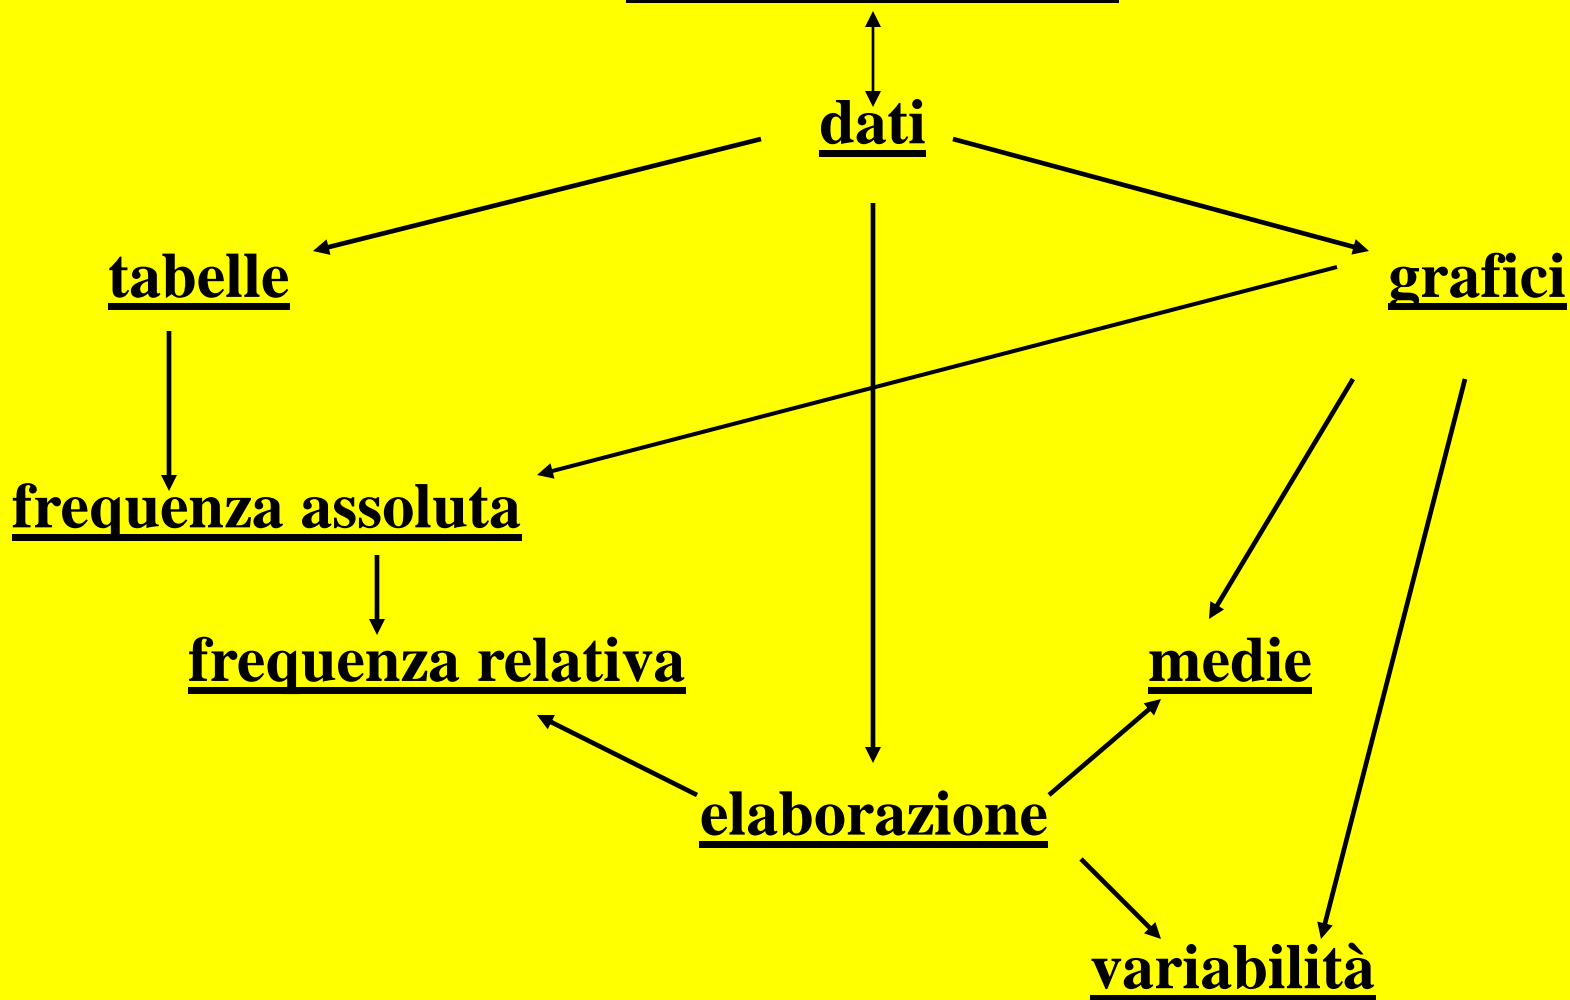 dati
tabelle
grafici
frequenza assoluta
frequenza relativa
medie
elaborazione
variabilità